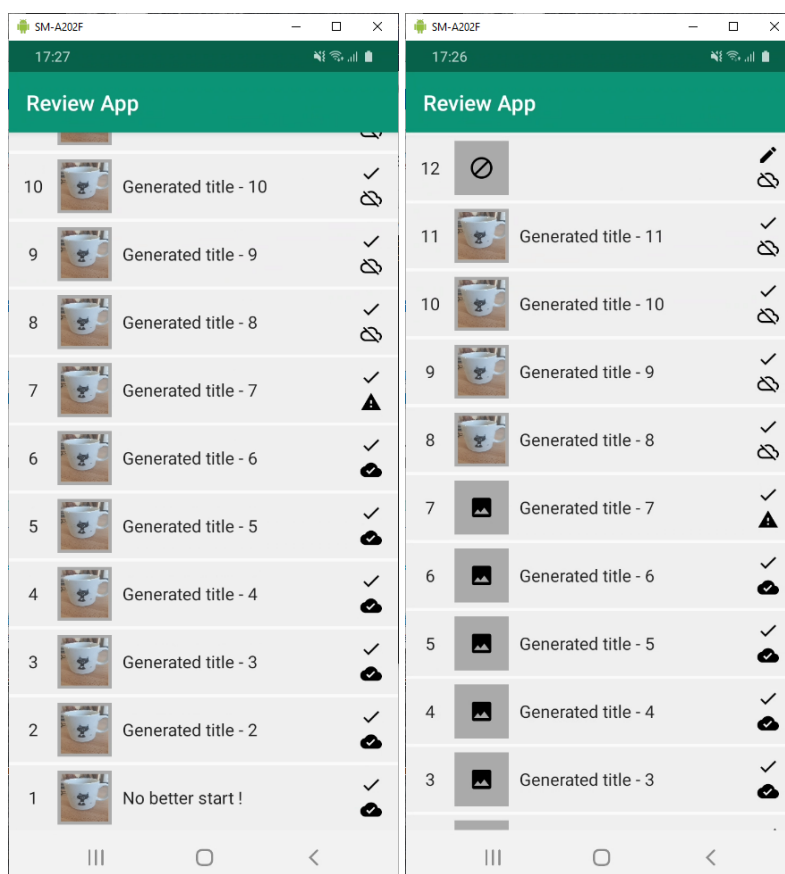 SM-A202F
17:27
Review App
10 Generated title - 10
9 Generated title - 9
8 Generated title - 8
7 Generated title - 7
6 Generated title - 6
5 Generated title - 5
4 Generated title - 4
3 Generated title - 3
2 Generated title - 2
1 No better start !
SM-A202F
17:26
Review App
12
11 Generated title - 11
10 Generated title - 10
9 Generated title - 9
8 Generated title - 8
7 Generated title - 7
6 Generated title - 6
5 Generated title - 5
4 Generated title - 4
3 Generated title - 3